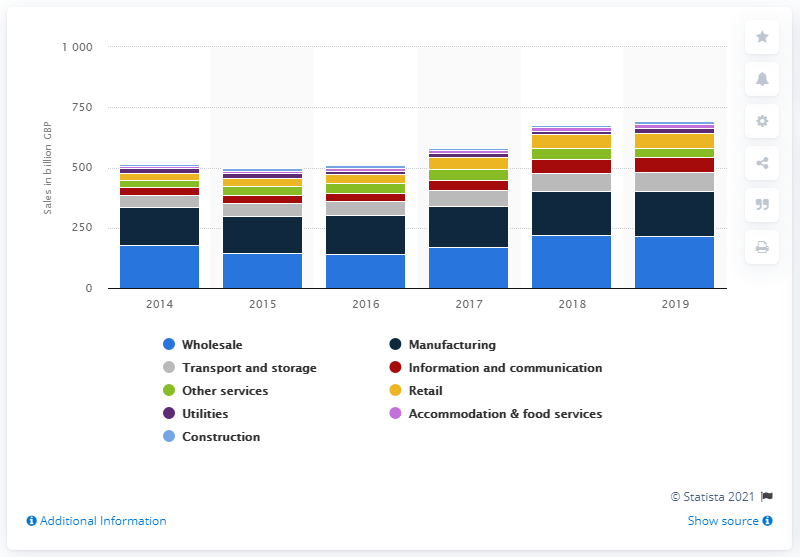 1 000
750
500
250
0
Sales in billion GBP
2014 2015 2016 2017 2018 2019
Wholesale Manufacturing
Transport and storage Information and communication
Other services Retail
Utilities Accommodation & food services
Construction
© Statista 2021
Additional Information Show source